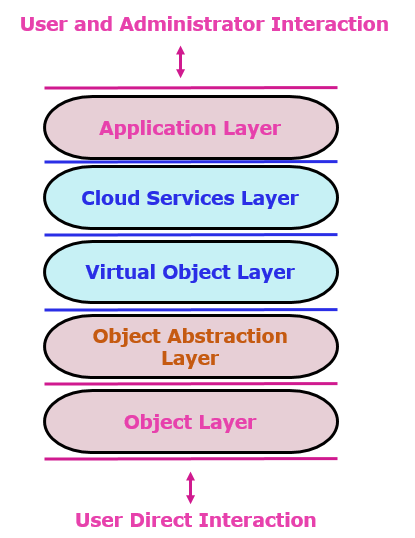 User and Administrator Interaction
Application Layer
Cloud Services Layer
Virtual Object Layer
Object Abstraction
Layer
Object Layer
User Direct Interaction